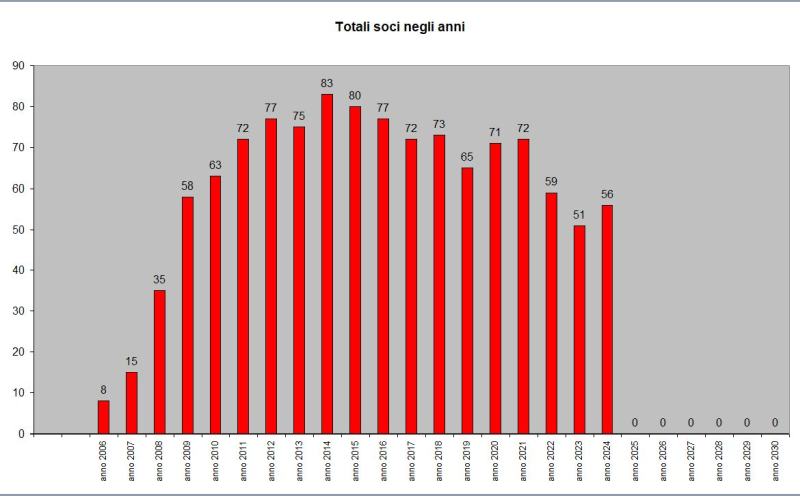 Totali soci negli anni
90
80
70
60
50
40
30
20
10
0
8
15
35
58
63
72
77
75
83
80
77
72
73
65
71
72
59
51
56
0
0
0
0
0
0
anno 2006
anno 2007
anno 2008
anno 2009
anno 2010
anno 2011
anno 2012
anno 2013
anno 2014
anno 2015
anno 2016
anno 2017
anno 2018
anno 2019
anno 2020
anno 2021
anno 2022
anno 2023
anno 2024
anno 2025
anno 2026
anno 2027
anno 2028
anno 2029
anno 2030